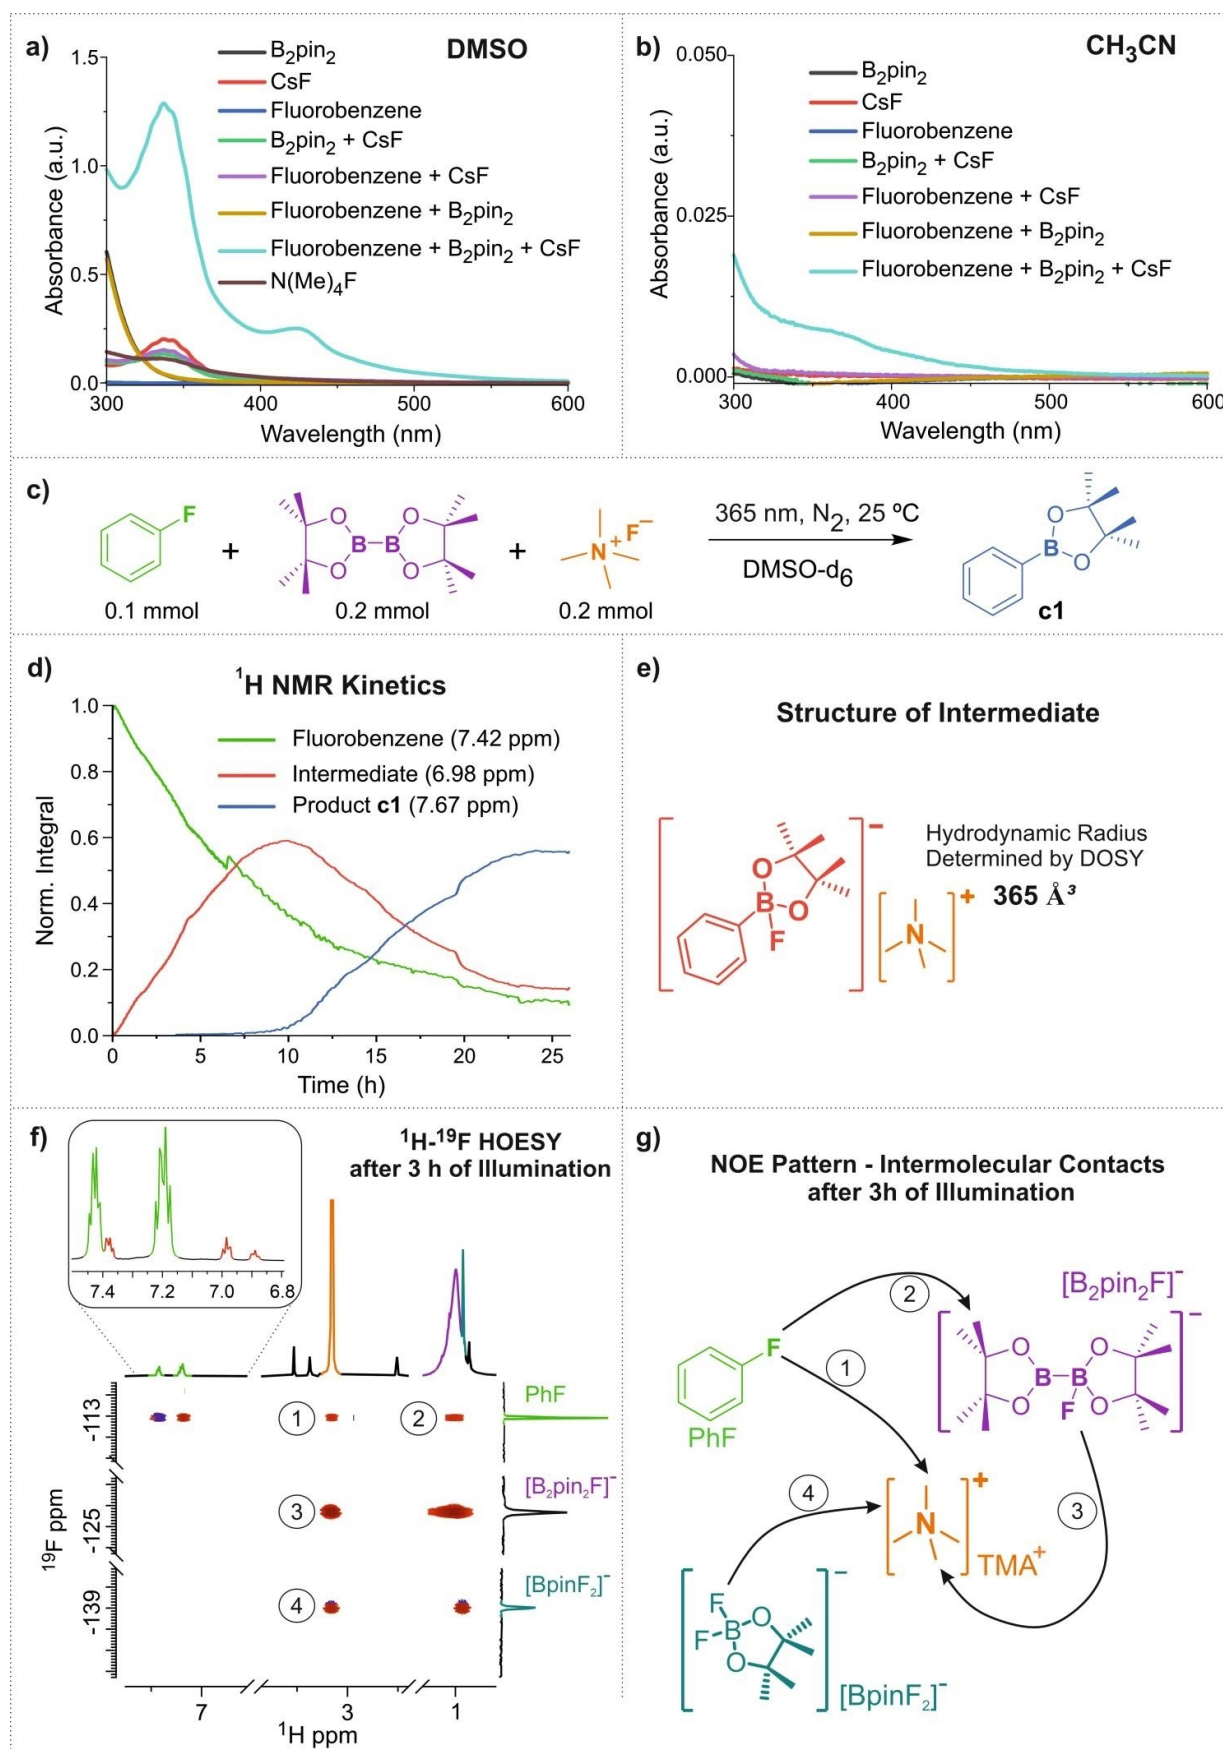 a)
DMSO
B2pin2
CsF
Fluorobenzene
B2pin2 + CsF
Fluorobenzene + CsF
Fluorobenzene + B2pin2
Fluorobenzene + B2pin2 + CsF
N(Me)4F
1.5
1.0
0.5
0.0
Absorbance (a.u.)
300 400 500 600
Wavelength (nm)
b)
CH3CN
B2pin2
CsF
Fluorobenzene
B2pin2 + CsF
Fluorobenzene + CsF
Fluorobenzene + B2pin2
Fluorobenzene + B2pin2 + CsF
0.050
0.025
0.000
Absorbance (a.u.)
300 400 500 600
Wavelength (nm)
c)
F
+
O O
B B
O O
+
N+ F−
365 nm, N2, 25 ºC
DMSO-d6
O
B
O
0.1 mmol
0.2 mmol
0.2 mmol
c1
d)
1H NMR Kinetics
Fluorobenzene (7.42 ppm)
Intermediate (6.98 ppm)
Product c1 (7.67 ppm)
1.0
0.8
0.6
0.4
0.2
0.0
Norm. Integral
0 5 10 15 20 25
Time (h)
e)
Structure of Intermediate
O
B O
F
−
N
+
Hydrodynamic Radius
Determined by DOSY
365 Å³
f)
1H-19F HOESY
after 3 h of Illumination
7.4 7.2 7.0 6.8
PhF
1 2
-113
[B2pin2F]−
3
-125
[BpinF2]−
4
-139
19F ppm
7 3 1
1H ppm
g)
NOE Pattern - Intermolecular Contacts
after 3h of Illumination
2
[B2pin2F]−
−
F
1
O O
B B
O F O
PhF
4
+
N
3
TMA+
−
F
F B O
O
[BpinF2]−